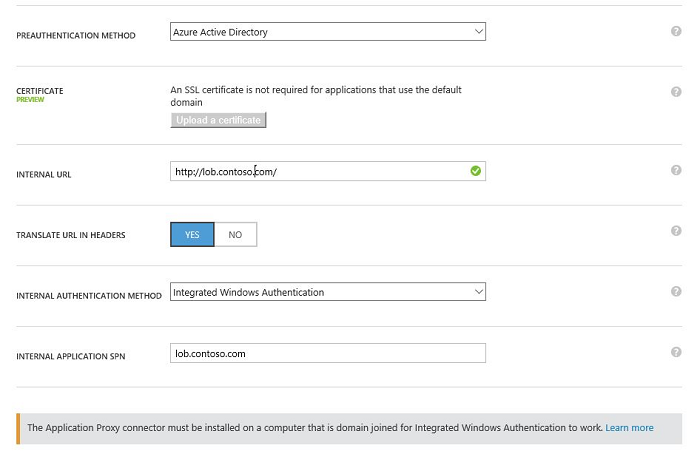 PREAUTHENTICATION METHOD
Azure Active Directory
?
CERTIFICATE
PREVIEW
An SSL certificate is not required for applications that use the default
domain
Upload a certificate
?
INTERNAL URL
http://lob.contoso.com/
?
TRANSLATE URL IN HEADERS
YES
NO
?
INTERNAL AUTHENTICATION METHOD
Integrated Windows Authentication
?
INTERNAL APPLICATION SPN
lob.contoso.com
?
The Application Proxy connector must be installed on a computer that is domain joined for Integrated Windows Authentication to work. Learn more